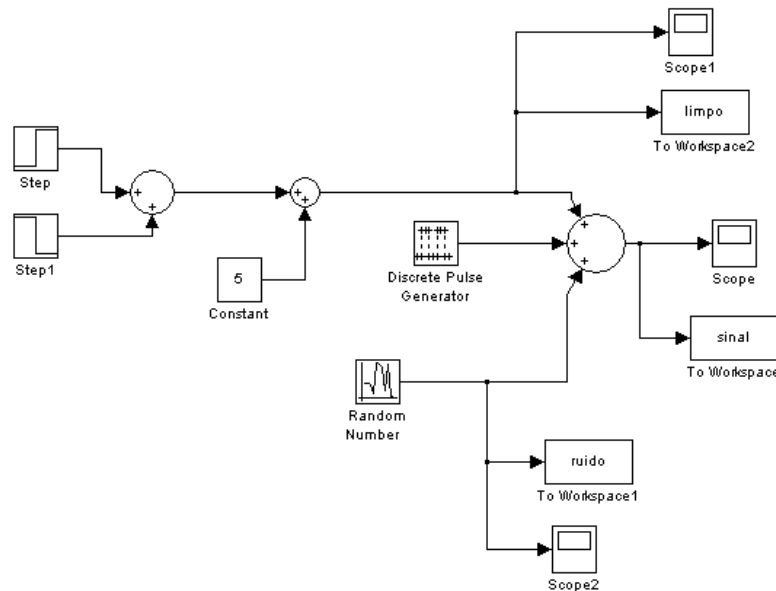 Scope1
limpo
To Workspace2
Step
Step1
5
Constant
Discrete Pulse
Generator
Scope
sinal
To Workspace
Random
Number
ruido
To Workspace1
Scope2